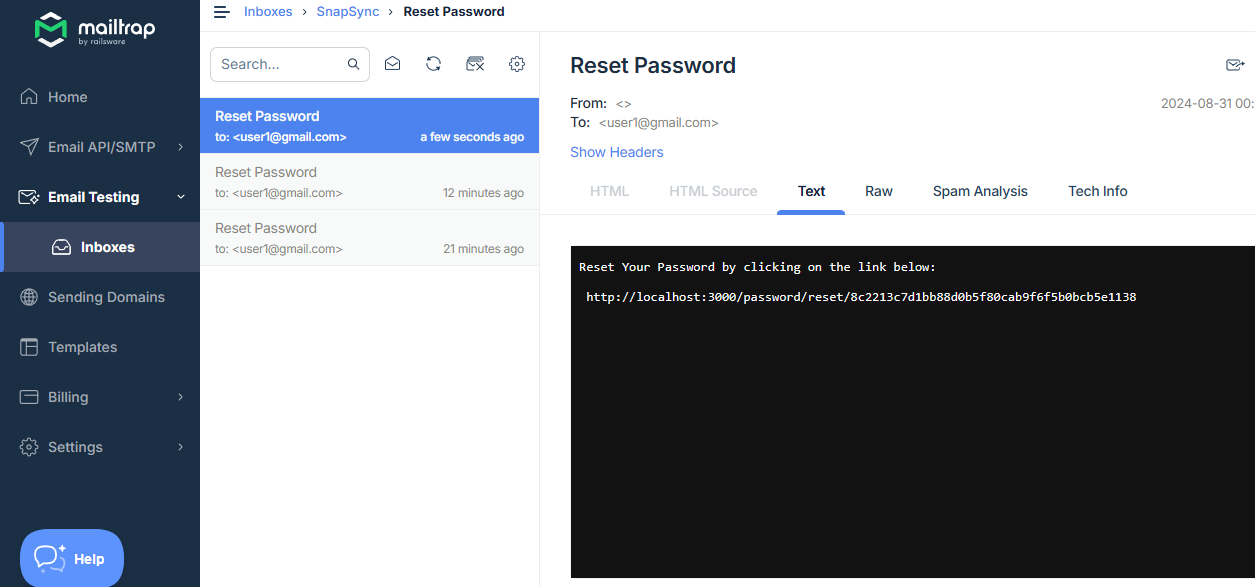 mailtrap
by railsware
Home
Email API/SMTP
Email Testing
Inboxes
Sending Domains
Templates
Billing
Settings
Help
Inboxes › SnapSync › Reset Password
Search...
Reset Password
to: <user1@gmail.com> a few seconds ago
Reset Password
to: <user1@gmail.com> 12 minutes ago
Reset Password
to: <user1@gmail.com> 21 minutes ago
Reset Password
From: <> 2024-08-31 00:
To: <user1@gmail.com>
Show Headers
HTML HTML Source Text Raw Spam Analysis Tech Info
Reset Your Password by clicking on the link below:
http://localhost:3000/password/reset/8c2213c7d1bb88d0b5f80cab9f6f5b0bcb5e1138